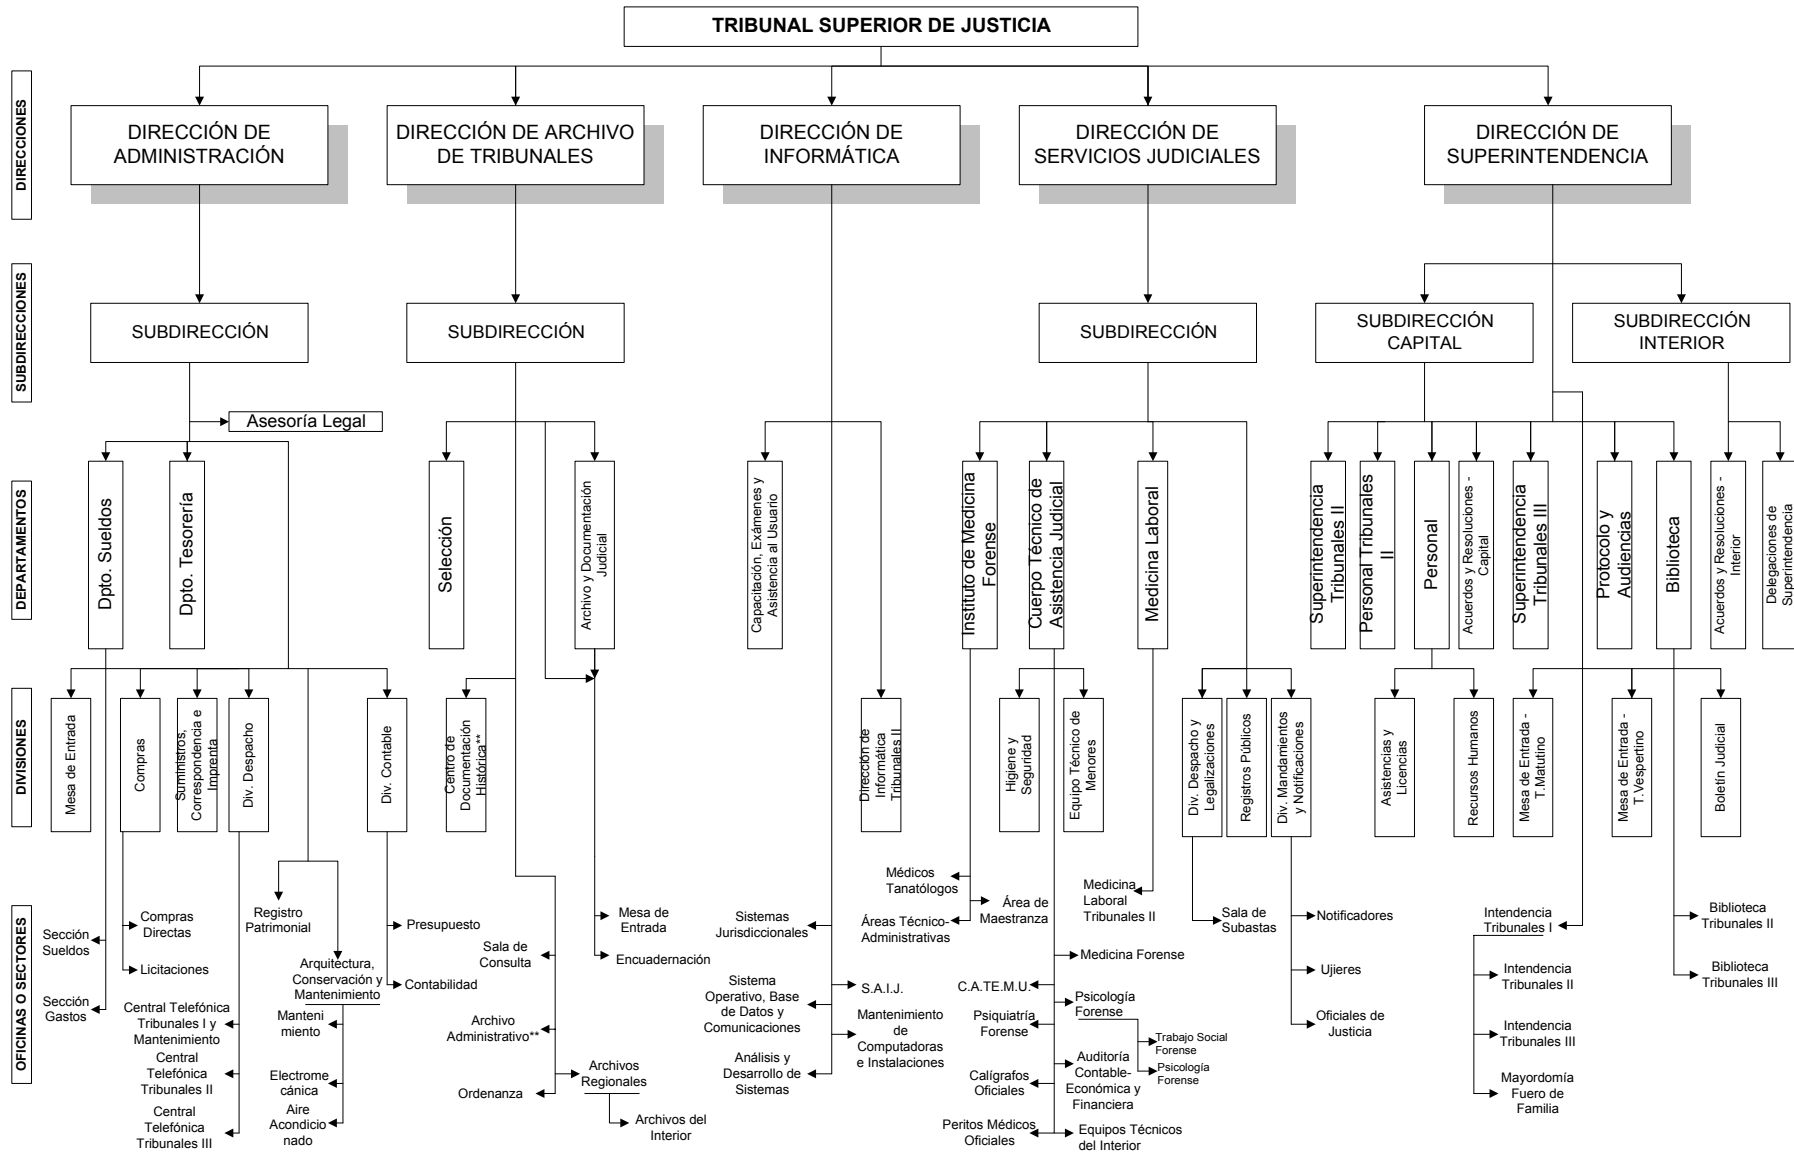 TRIBUNAL SUPERIOR DE JUSTICIA
DIRECCIONES
DIRECCIÓN DE
ADMINISTRACIÓN
DIRECCIÓN DE ARCHIVO
DE TRIBUNALES
DIRECCIÓN DE
INFORMÁTICA
DIRECCIÓN DE
SERVICIOS JUDICIALES
DIRECCIÓN DE
SUPERINTENDENCIA
SUBDIRECCIONES
SUBDIRECCIÓN
SUBDIRECCIÓN
SUBDIRECCIÓN
SUBDIRECCIÓN
CAPITAL
SUBDIRECCIÓN
INTERIOR
Asesoría Legal
DEPARTAMENTOS
Dpto. Sueldos
Dpto. Tesorería
Selección
Archivo y Documentación
Judicial
Capacitación, Exámenes y
Asistencia al Usuario
Instituto de Medicina
Forense
Cuerpo Técnico de
Asistencia Judicial
Medicina Laboral
Superintendencia
Tribunales II
Personal Tribunales
II
Personal
Acuerdos y Resoluciones -
Capital
Superintendencia
Tribunales III
Protocolo y
Audiencias
Biblioteca
Acuerdos y Resoluciones -
Interior
Delegaciones de
Superintendencia
DIVISIONES
Mesa de Entrada
Compras
Suministros,
Correspondencia e
Imprenta
Div. Despacho
Div. Contable
Centro de
Documentación
Histórica**
Dirección de
Informática
Tribunales II
Higiene y
Seguridad
Equipo Técnico de
Menores
Div. Despacho y
Legalizaciones
Registros Públicos
Div. Mandamientos
y Notificaciones
Asistencias y
Licencias
Recursos Humanos
Mesa de Entrada -
T.Matutino
Mesa de Entrada -
T.Vespertino
Boletín Judicial
OFICINAS O SECTORES
Sección
Sueldos
Sección
Gastos
Compras
Directas
Licitaciones
Central Telefónica
Tribunales I y
Mantenimiento
Central
Telefónica
Tribunales II
Central
Telefónica
Tribunales III
Registro
Patrimonial
Arquitectura,
Conservación y
Mantenimiento
Manteni
miento
Electrome
cánica
Aire
Acondicio
nado
Presupuesto
Contabilidad
Sala de
Consulta
Archivo
Administrativo**
Ordenanza
Mesa de
Entrada
Encuadernación
Archivos
Regionales
Archivos del
Interior
Sistemas
Jurisdiccionales
Sistema
Operativo, Base
de Datos y
Comunicaciones
Análisis y
Desarrollo de
Sistemas
S.A.I.J.
Mantenimiento
de
Computadoras
e Instalaciones
Médicos
Tanatólogos
Áreas Técnico-
Administrativas
Área de
Maestranza
C.A.TE.M.U.
Psiquiatría
Forense
Calígrafos
Oficiales
Peritos Médicos
Oficiales
Medicina Forense
Psicología
Forense
Trabajo Social
Forense
Psicología
Forense
Auditoría
Contable-
Económica y
Financiera
Equipos Técnicos
del Interior
Medicina
Laboral
Tribunales II
Sala de
Subastas
Notificadores
Ujieres
Oficiales de
Justicia
Intendencia
Tribunales I
Intendencia
Tribunales II
Intendencia
Tribunales III
Mayordomía
Fuero de
Familia
Biblioteca
Tribunales II
Biblioteca
Tribunales III